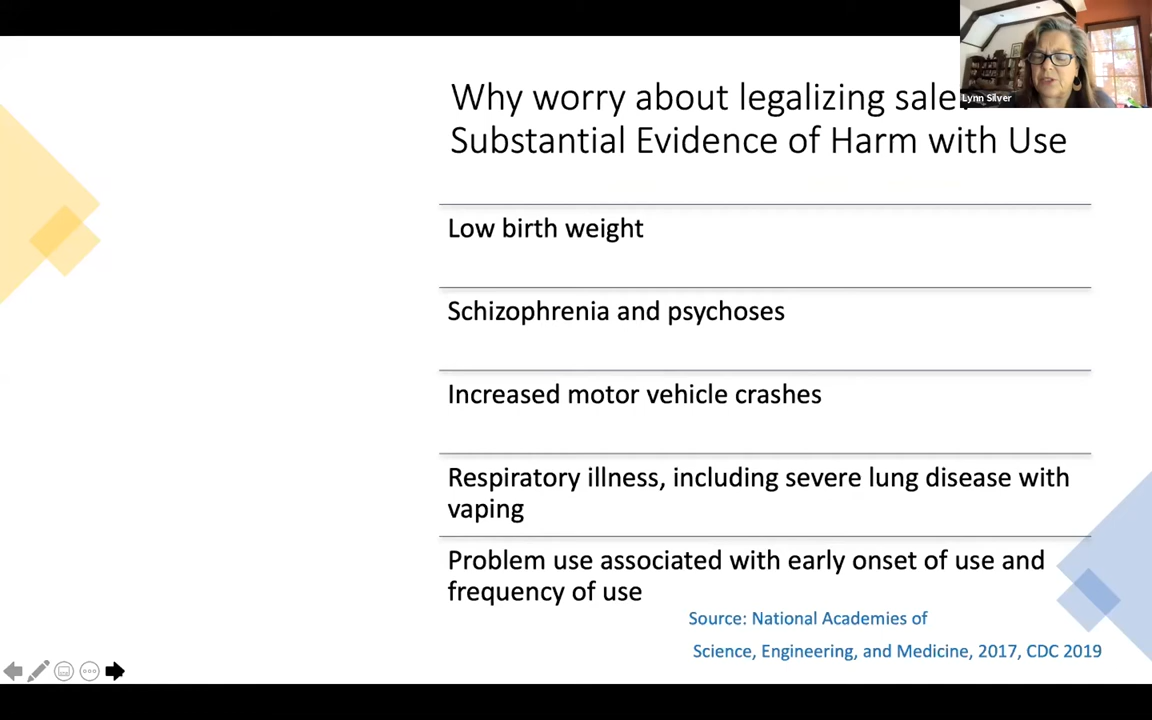 Lynn Silver
Why worry about legalizing
Substantial Evidence of Harm with Use
Low birth weight
Schizophrenia and psychoses
Increased motor vehicle crashes
Respiratory illness, including severe lung disease with
vaping
Problem use associated with early onset of use and
frequency of use
Source: National Academies of
Science, Engineering, and Medicine, 2017, CDC 2019